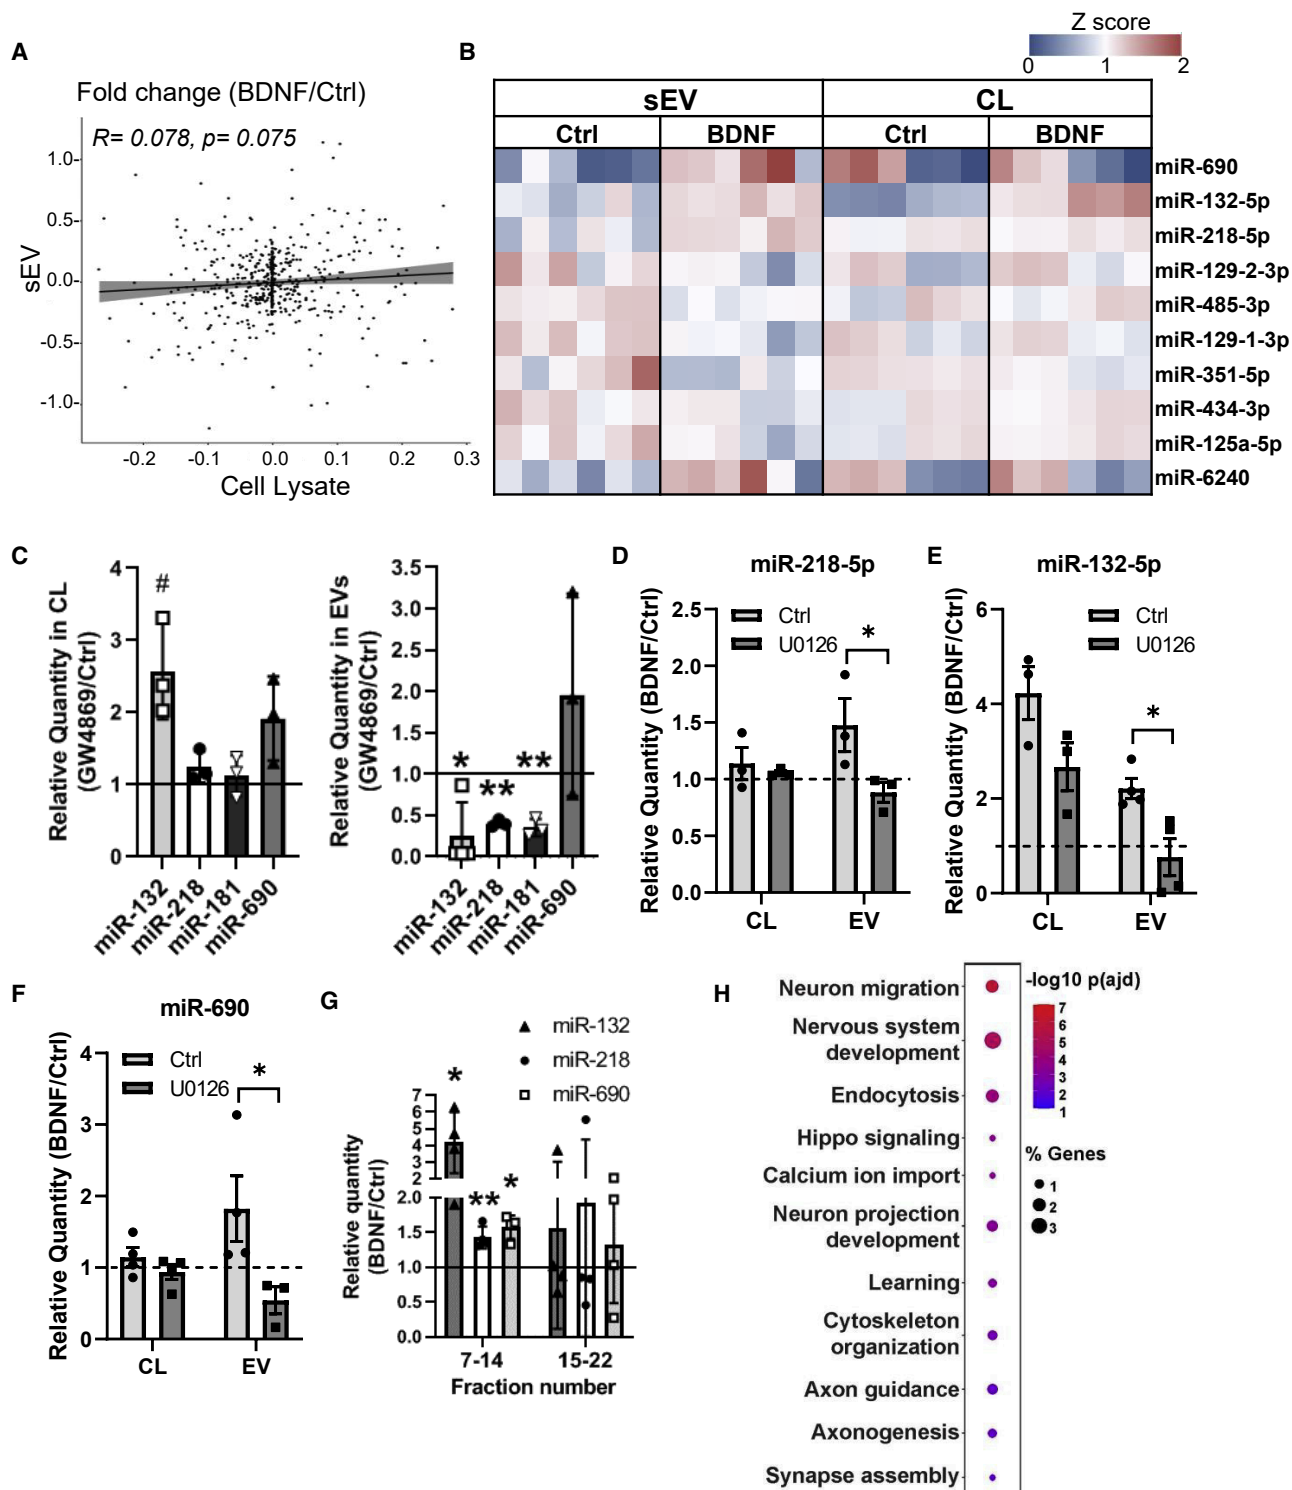 A
Fold change (BDNF/Ctrl)
R= 0.078, p= 0.075
1.0
0.5
0.0
-0.5
-1.0
sEV
-0.2 -0.1 0.0 0.1 0.2 0.3
Cell Lysate
B
Z score
0 1 2
sEV CL
Ctrl BDNF Ctrl BDNF
miR-690
miR-132-5p
miR-218-5p
miR-129-2-3p
miR-485-3p
miR-129-1-3p
miR-351-5p
miR-434-3p
miR-125a-5p
miR-6240
C
Relative Quantity in CL
(GW4869/Ctrl)
4
3
2
1
0
#
miR-132
miR-218
miR-181
miR-690
Relative Quantity in EVs
(GW4869/Ctrl)
3.5
3.0
2.5
2.0
1.5
1.0
0.5
0.0
* ** **
miR-132
miR-218
miR-181
miR-690
D
miR-218-5p
Relative Quantity (BDNF/Ctrl)
2.5
2.0
1.5
1.0
0.5
0.0
Ctrl
U0126
*
CL EV
E
miR-132-5p
Relative Quantity (BDNF/Ctrl)
6
4
2
0
Ctrl
U0126
*
CL EV
F
miR-690
Relative Quantity (BDNF/Ctrl)
4
3
2
1
0
Ctrl
U0126
*
CL EV
G
miR-132
miR-218
miR-690
Relative quantity
(BDNF/Ctrl)
7
6
5
4
3
2
2.0
1.5
1.0
0.5
0.0
* ** *
7-14 15-22
Fraction number
H
Neuron migration
Nervous system
development
Endocytosis
Hippo signaling
Calcium ion import
Neuron projection
development
Learning
Cytoskeleton
organization
Axon guidance
Axonogenesis
Synapse assembly
-log10 p(ajd)
7
6
5
4
3
2
1
% Genes
1
2
3